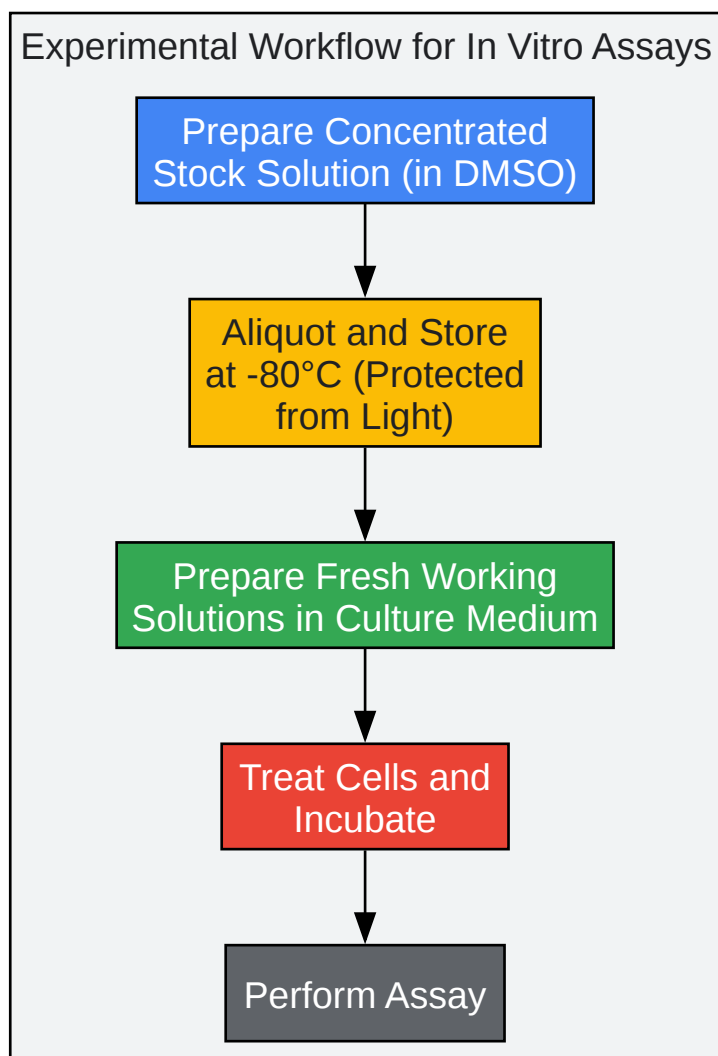 Experimental Workflow for In Vitro Assays
Prepare Concentrated
Stock Solution (in DMSO)
Aliquot and Store
at -80°C (Protected
from Light)
Prepare Fresh Working
Solutions in Culture Medium
Treat Cells and
Incubate
Perform Assay